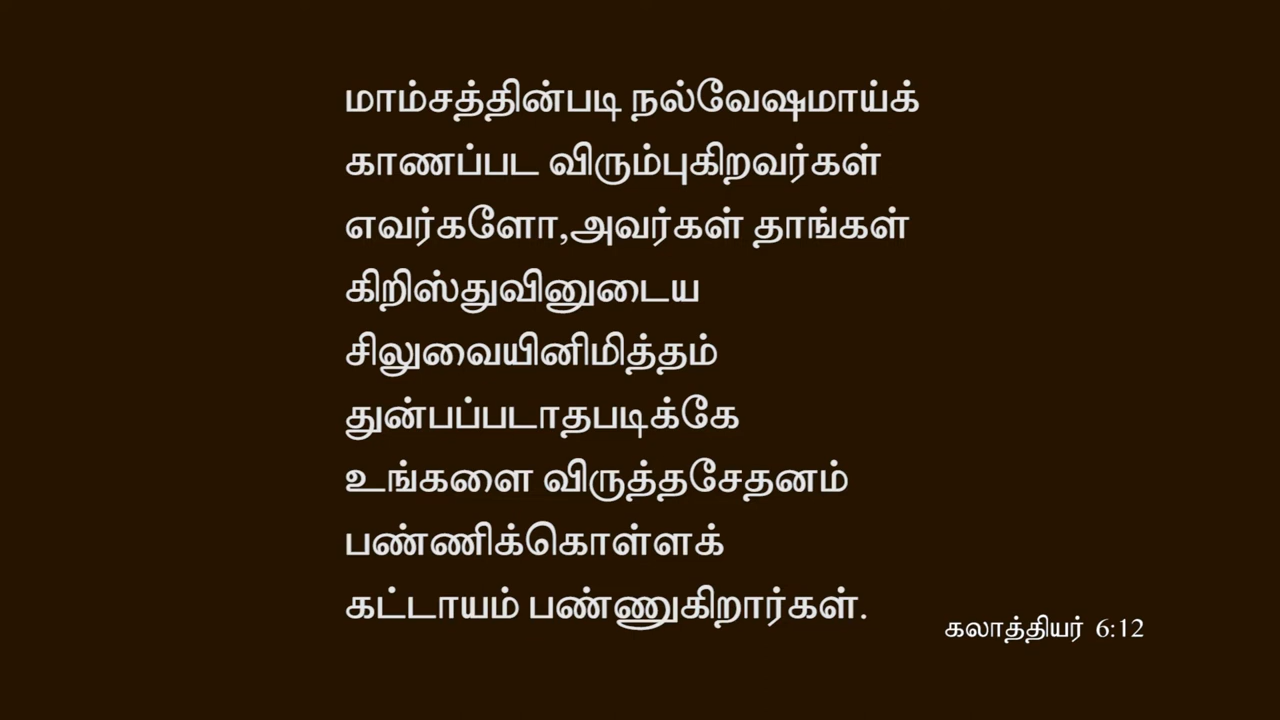 மாம்சத்தின்படி நல்வேஷமாய்க்
காணப்பட விரும்புகிறவர்கள்
எவர்களோ,அவர்கள் தாங்கள்
கிறிஸ்துவினுடைய
சிலுவையினிமித்தம்
துன்பப்படாதபடிக்கே
உங்களை விருத்தசேதனம்
பண்ணிக்கொள்ளக்
கட்டாயம் பண்ணுகிறார்கள்.
கலாத்தியர் 6:12